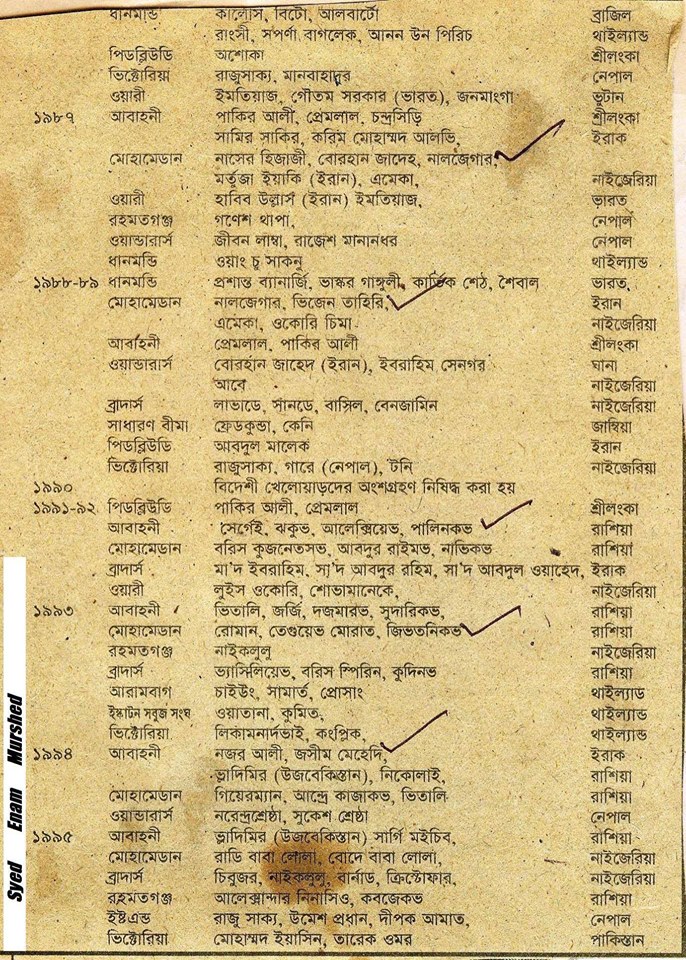 ধানমন্ডি কার্লোস, বিটো, আলবার্টো ব্রাজিল
রাংসী, সম্পর্ণা বাগলেক, আনন উন পিরিচ থাইল্যান্ড
পিডব্লিউডি অশোকা শ্রীলংকা
ভিক্টোরিয়া রাজুসাক্য, মানবাহাদুর নেপাল
ওয়ারী ইমতিয়াজ, গৌতম সরকার (ভারত), জনমাংগা ভূটান
১৯৮৭ আবাহনী পাকির আলী, প্রেমলাল, চন্দ্রসিড়ি শ্রীলংকা
সামির সাকির, করিম মোহাম্মদ আলভি, ইরাক
মোহামেডান নাসের হিজাজী, বোরহান জাদেহ, নালজেগার,
মর্তুজা ইয়াকি (ইরান), এমেকা, নাইজেরিয়া
ওয়ারী হাবিব উল্লাস (ইরান) ইমতিয়াজ, ভারত
রহমতগঞ্জ গণেশ থাপা, নেপাল
ওয়ান্ডারার্স জীবন লাম্বা, রাজেশ মানানধর নেপাল
ধানমন্ডি ওয়াং চু সাকনু থাইল্যান্ড
১৯৮৮-৮৯ ধানমন্ডি প্রশান্ত ব্যানার্জি, ভাস্কর গাঙ্গুলী, কার্তিক শেঠ, শৈবাল ভারত,
মোহামেডান নালজেগার, ভিজেন তাহিরি, ইরান
এমেকা, ওকোরি চিমা নাইজেরিয়া
আবাহনী প্রেমলাল, পাকির আলী শ্রীলংকা
ওয়ান্ডারার্স বোরহান জাহেদ (ইরান), ইবরাহিম সেনগর ঘানা
আবে নাইজেরিয়া
ব্রাদার্স লাভাডে, সানডে, বাসিল, বেনজামিন নাইজেরিয়া
সাধারণ বীমা ফ্রেডকুন্ডা, কেনি জাম্বিয়া
পিডব্লিউডি আবদুল মালেক ইরান
ভিক্টোরিয়া রাজুসাক্য, গারে (নেপাল), টনি নাইজেরিয়া
১৯৯০ বিদেশী খেলোয়াড়দের অংশগ্রহণ নিষিদ্ধ করা হয়
১৯৯১-৯২ পিডব্লিউডি পাকির আলী, প্রেমলাল শ্রীলংকা
আবাহনী সের্গেই, ঝকুভ, আলেক্সিয়েভ, পালিনকভ রাশিয়া
মোহামেডান বরিস কুজনেতসভ, আবদুর রাইমভ, নাভিকভ রাশিয়া
ব্রাদার্স মা'দ ইবরাহিম, সা'দ আবদুর রহিম, সা'দ আবদুল ওয়াহেদ, ইরাক
ওয়ারী লুইস ওকোরি, শোভামানেকে, নাইজেরিয়া
১৯৯৩ আবাহনী ভিতালি, জর্জি, দজমারভ, সুদারিকভ, রাশিয়া
মোহামেডান রোমান, তেগুয়েভ মোরাত, জিভতনিকভ রাশিয়া
রহমতগঞ্জ নাইকলুলু নাইজেরিয়া
ব্রাদার্স ভ্যাসিলিয়েভ, বরিস স্পিরিন, কুদিনভ রাশিয়া
আরামবাগ চাইউং, সামার্ত, প্রোসাং থাইল্যাড
ইস্কাটন সবুজ সংঘ ওয়াতানা, কুমিত, থাইল্যান্ড
ভিক্টোরিয়া, লিকামনার্দভাই, কংপ্লিক, থাইল্যান্ড
১৯৯৪ আবাহনী নজর আলী, জসীম মেহেদি, ইরাক
ভ্লাদিমির (উজবেকিস্তান), নিকোলাই, রাশিয়া
মোহামেডান গিয়েরম্যান, আন্দ্রে কাজাকভ, ভিতালি রাশিয়া
ওয়ান্ডারার্স নরেন্দ্রশ্রেষ্ঠা, সুকেশ শ্রেষ্ঠা নেপাল
১৯৯৫ আবাহনী ভ্লাদিমির (উজবেকিস্তান) সার্গি মইচিব, রাশিয়া
মোহামেডান রাডি বাবা লোলা, বোদে বাবা লোলা, নাইজেরিয়া
ব্রাদার্স চিবুজর, নাইকলুলু, বার্নাড, ক্রিস্টোফার, নাইজেরিয়া
রহমতগঞ্জ আলেক্সান্দার নিনাসিও, কবজেকভ রাশিয়া
ইষ্টএন্ড রাজু সাক্য, উমেশ প্রধান, দীপক আমাত, নেপাল
ভিক্টোরিয়া মোহাম্মদ ইয়াসিন, তারেক ওমর পাকিস্তান
Syed Enam Murshed